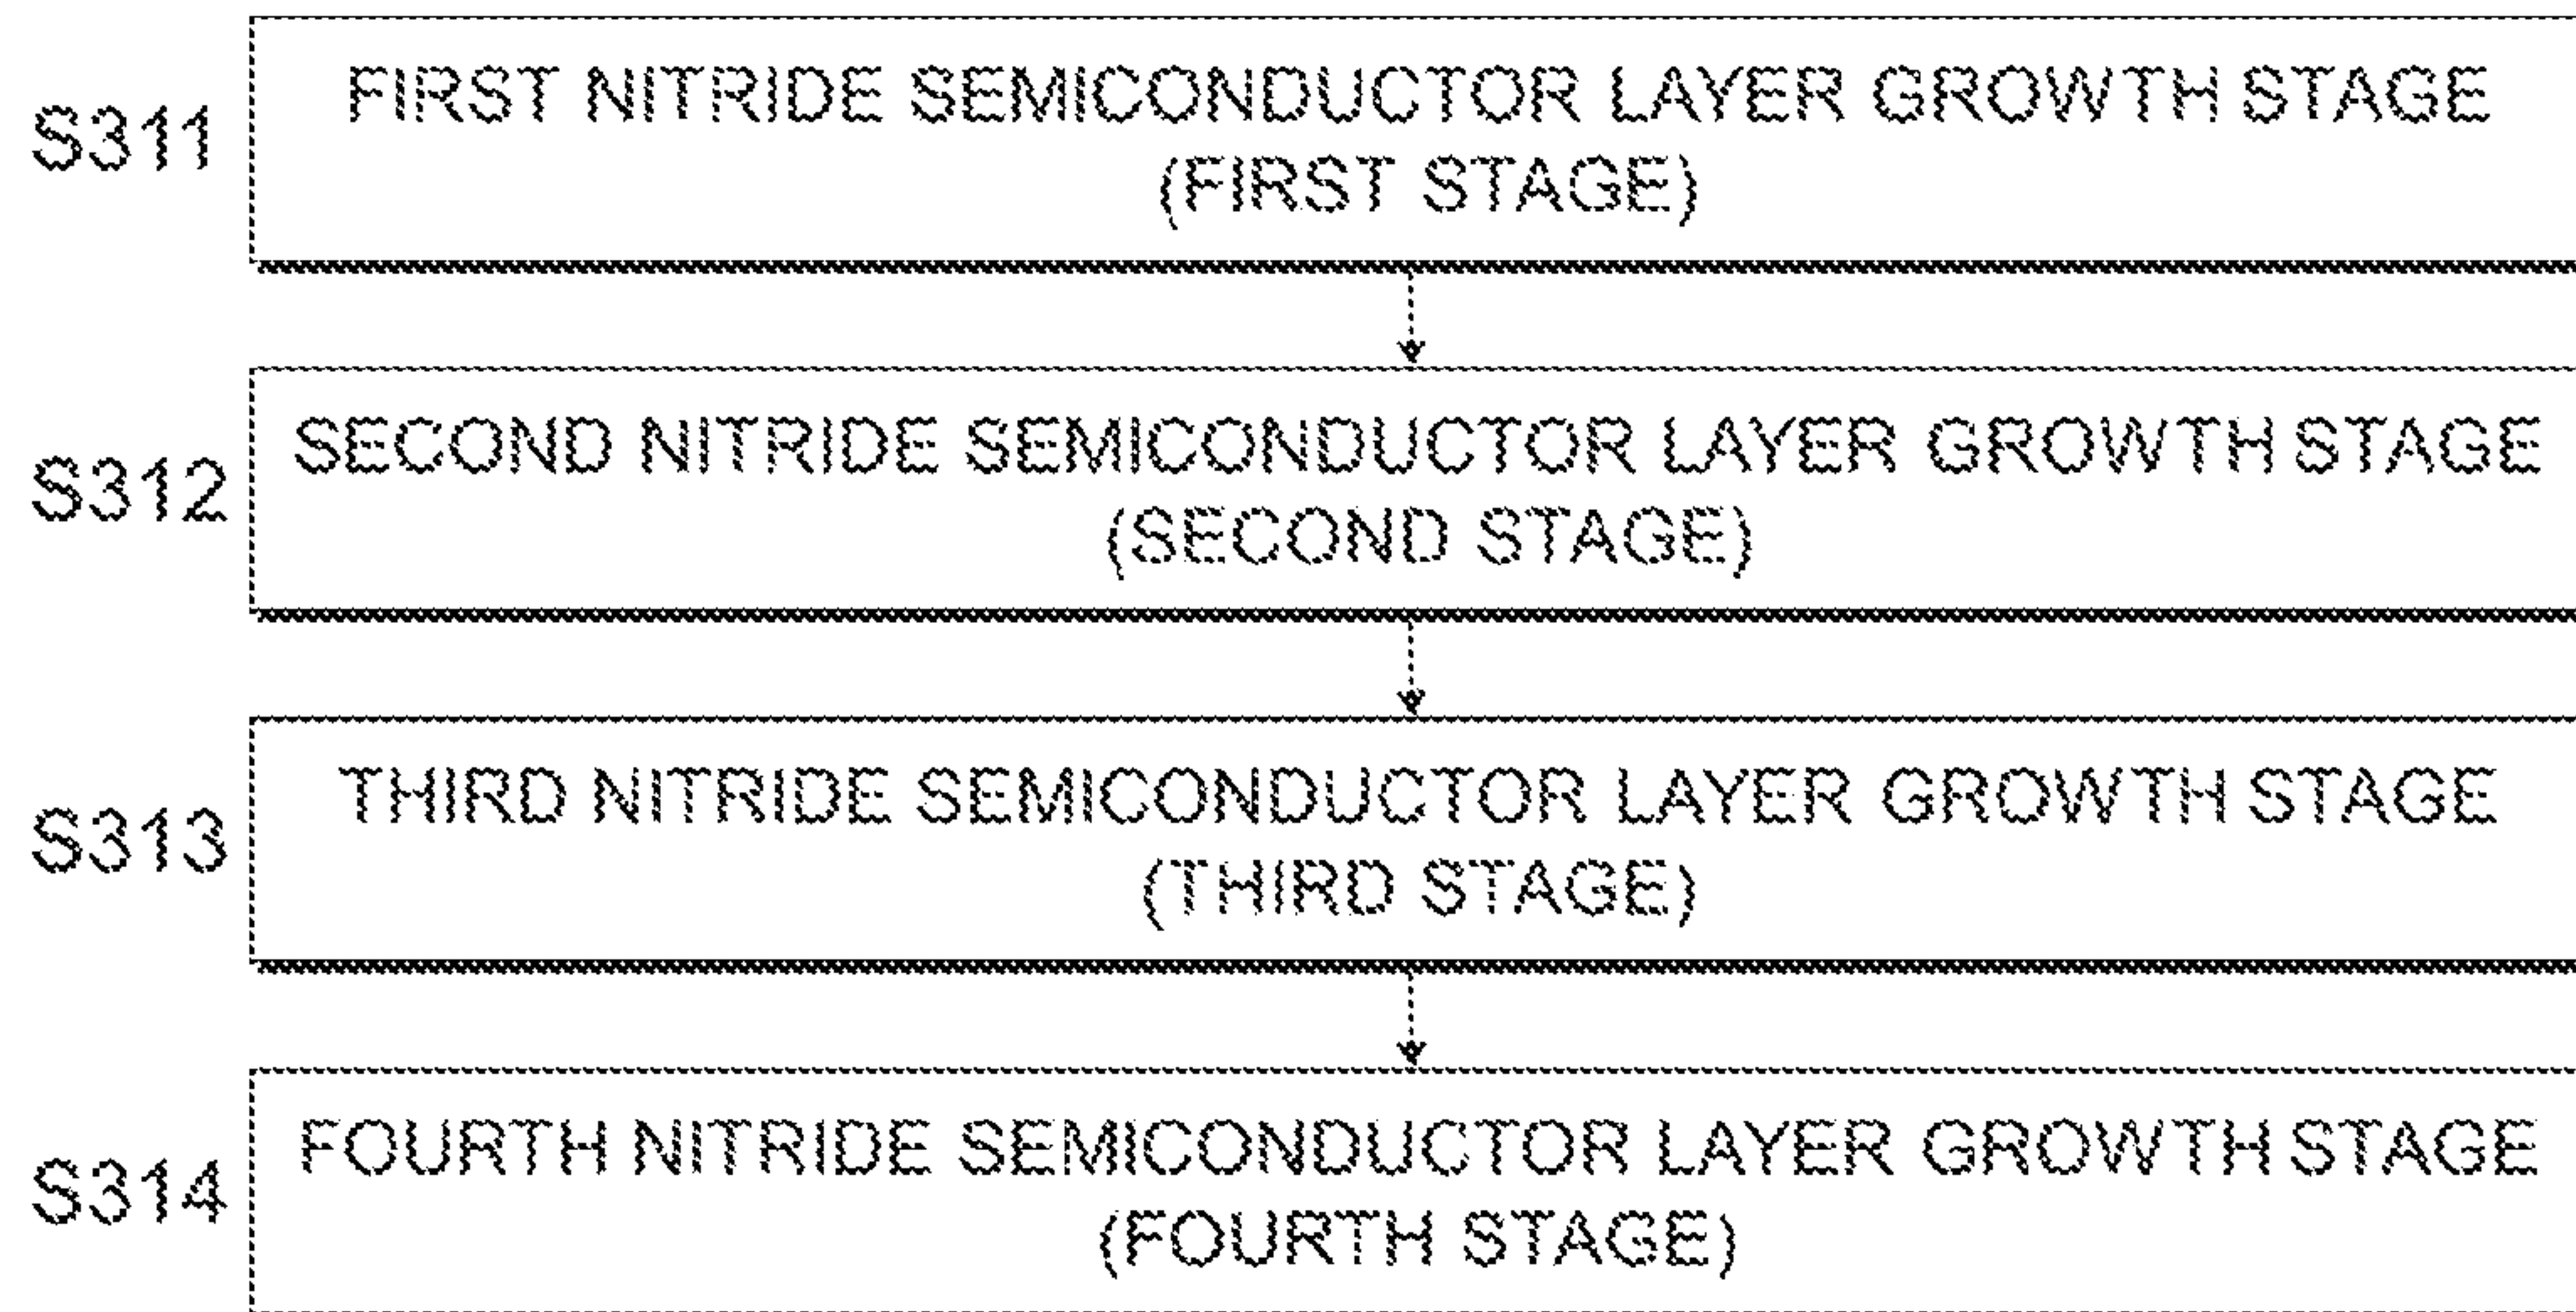 S311
FIRST NITRIDE SEMICONDUCTOR LAYER GROWTH STAGE
(FIRST STAGE)
S312
SECOND NITRIDE SEMICONDUCTOR LAYER GROWTH STAGE
(SECOND STAGE)
S313
THIRD NITRIDE SEMICONDUCTOR LAYER GROWTH STAGE
(THIRD STAGE)
S314
FOURTH NITRIDE SEMICONDUCTOR LAYER GROWTH STAGE
(FOURTH STAGE)